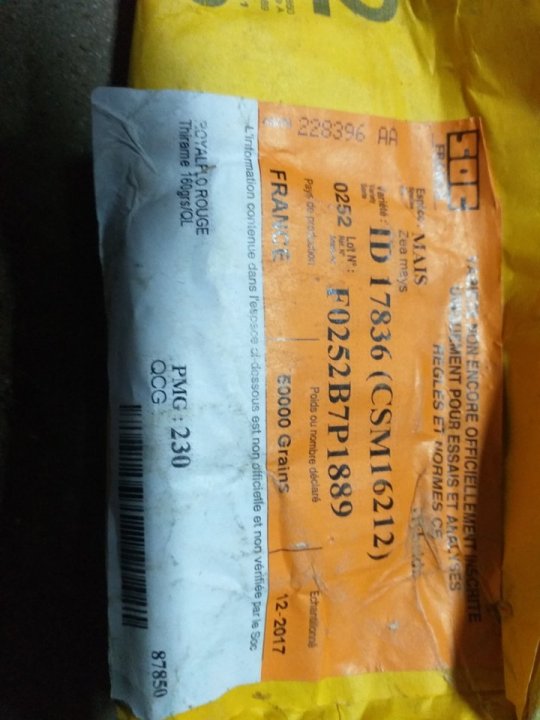 228396 AA
SOC
VARIÉTÉ NON ENCORE OFFICIELLEMENT INSCRITE
UNIQUEMENT POUR ESSAIS ET ANALYSES
RÈGLES ET NORMES CE
Espèce MAIS
Zea mays
Variété : ID 17836 (CSM16212)
0252 Lot N° : F0252B7P1889
Pays de production Poids ou nombre déclaré Echantillonné
FRANCE 50000 Grains 12-2017
L'information contenue dans l'espace ci-dessous est non officielle et non vérifiée par le Soc
ROYALFLO ROUGE
Thirame 160grs/QL
PMG : 230
QCG
87850